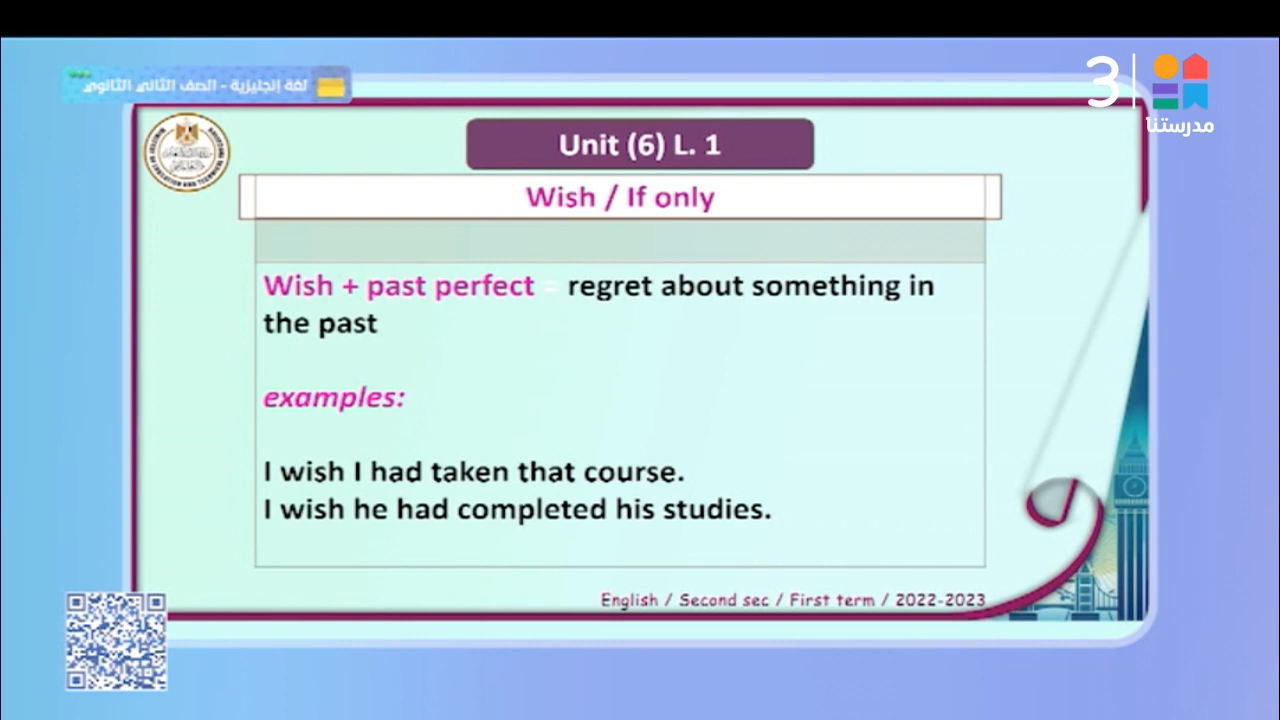 لغة إنجليزية - الصف الثاني الثانوي
3
مدرستنا
Unit (6) L. 1
Wish / If only
Wish + past perfect = regret about something in
the past
examples:
I wish I had taken that course.
I wish he had completed his studies.
English / Second sec / First term / 2022-2023